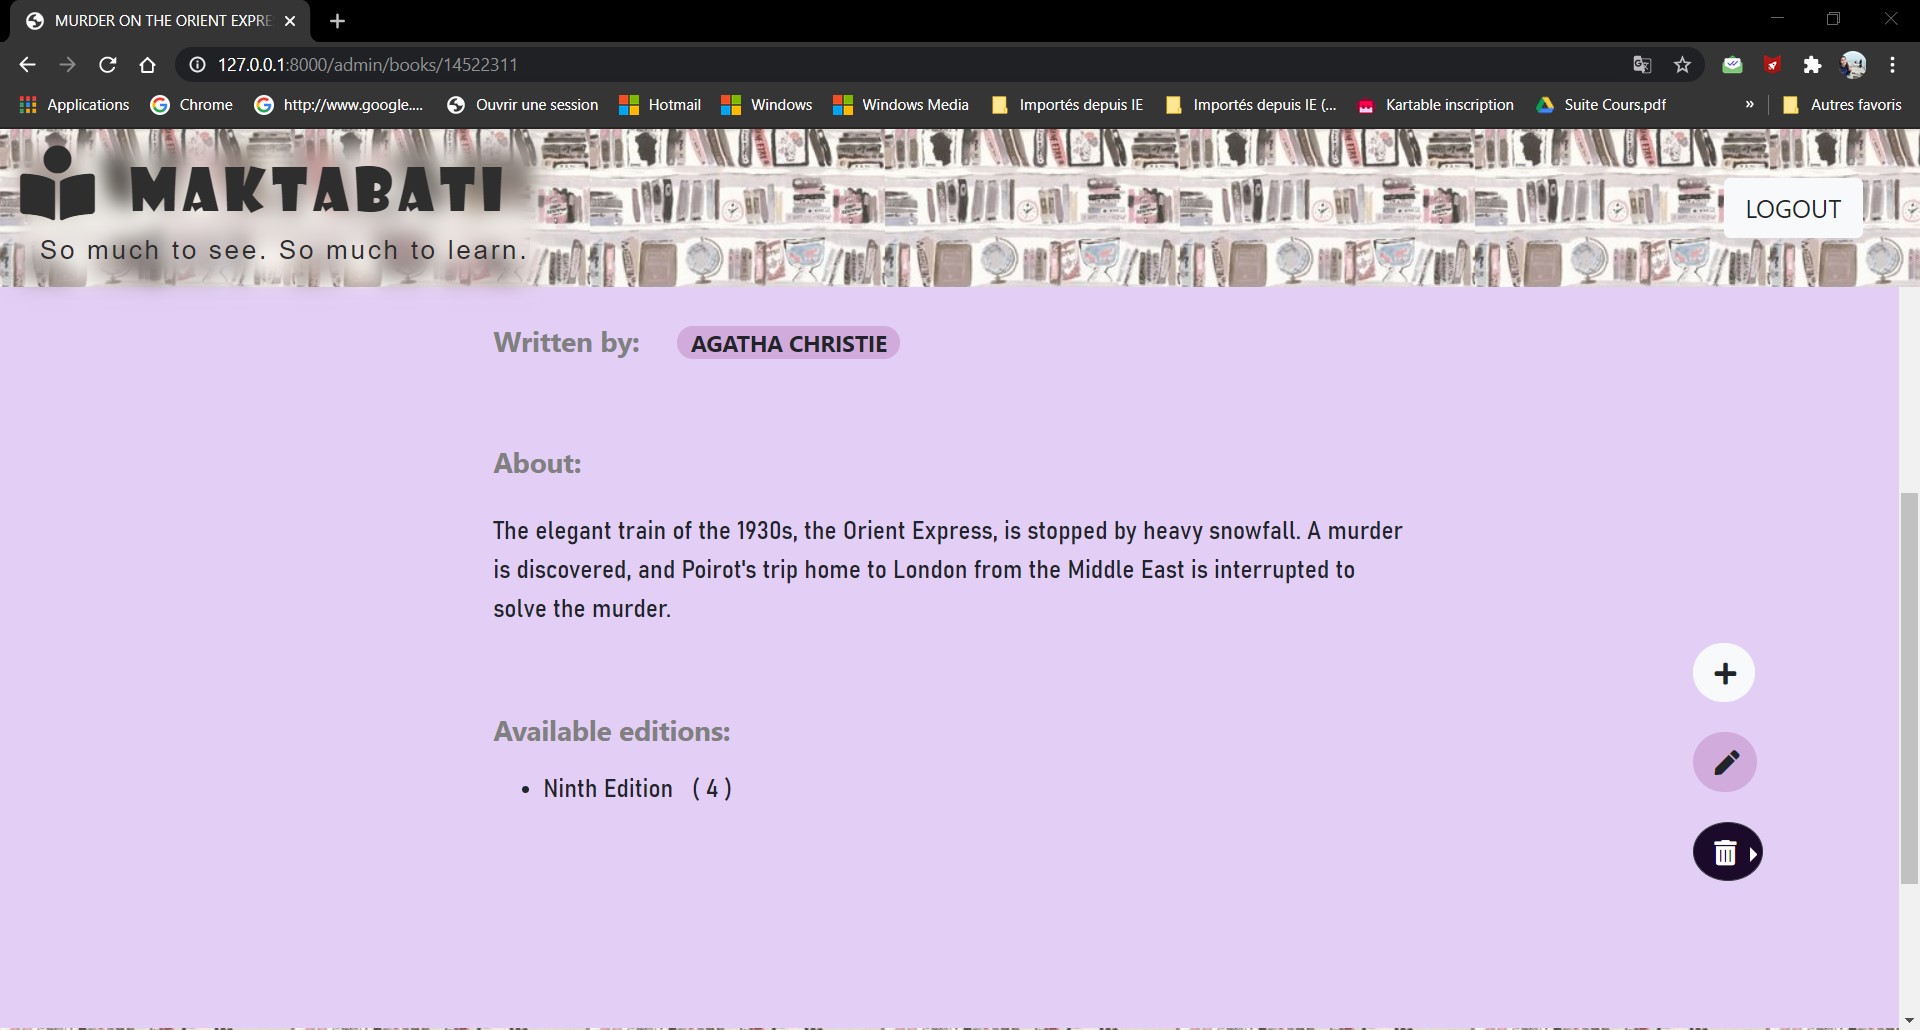 MURDER ON THE ORIENT EXPRE
127.0.0.1:8000/admin/books/14522311
Applications Chrome http://www.google.... Ouvrir une session Hotmail Windows Windows Media Importés depuis IE Importés depuis IE (... Kartable inscription Suite Cours.pdf » Autres favoris
MAKTABATI
So much to see. So much to learn.
LOGOUT
Written by: AGATHA CHRISTIE
About:
The elegant train of the 1930s, the Orient Express, is stopped by heavy snowfall. A murder
is discovered, and Poirot's trip home to London from the Middle East is interrupted to
solve the murder.
Available editions:
• Ninth Edition ( 4 )